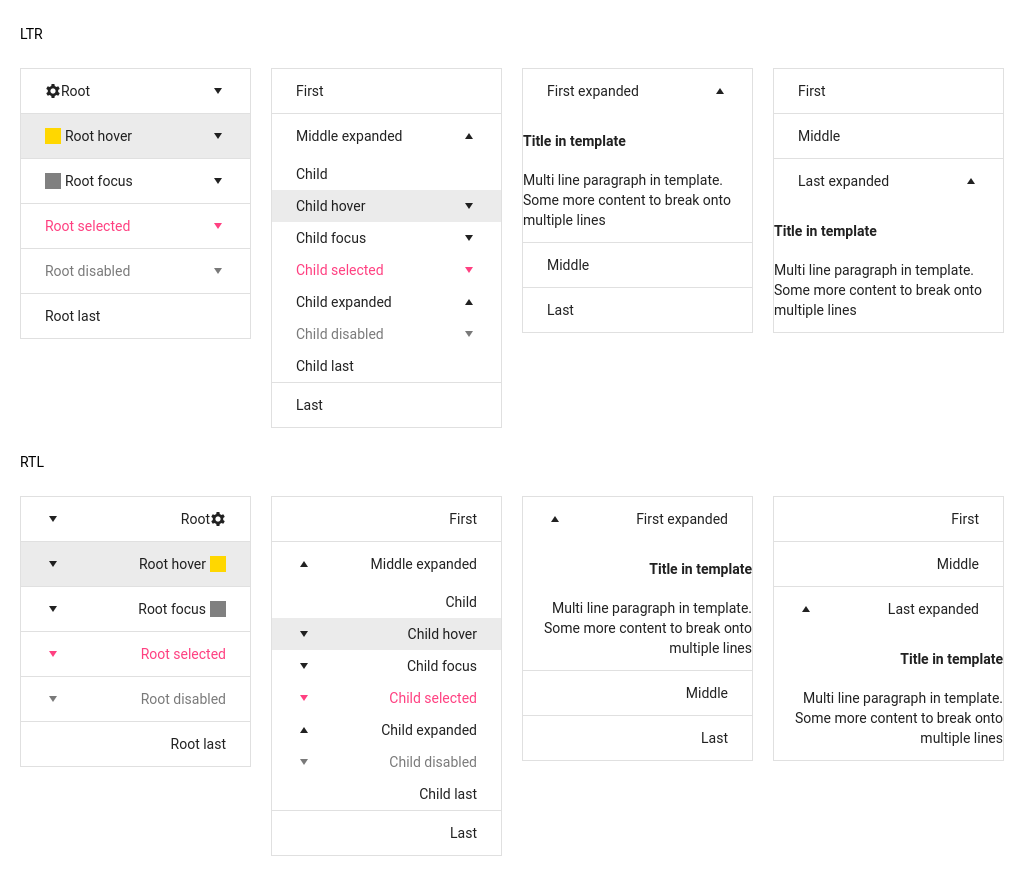 LTR
Root
Root hover
Root focus
Root selected
Root disabled
Root last
First
Middle expanded
Child
Child hover
Child focus
Child selected
Child expanded
Child disabled
Child last
Last
First expanded
Title in template
Multi line paragraph in template.
Some more content to break onto
multiple lines
Middle
Last
First
Middle
Last expanded
Title in template
Multi line paragraph in template.
Some more content to break onto
multiple lines
RTL
Root
Root hover
Root focus
Root selected
Root disabled
Root last
First
Middle expanded
Child
Child hover
Child focus
Child selected
Child expanded
Child disabled
Child last
Last
First expanded
Title in template
Multi line paragraph in template.
Some more content to break onto
multiple lines
Middle
Last
First
Middle
Last expanded
Title in template
Multi line paragraph in template.
Some more content to break onto
multiple lines